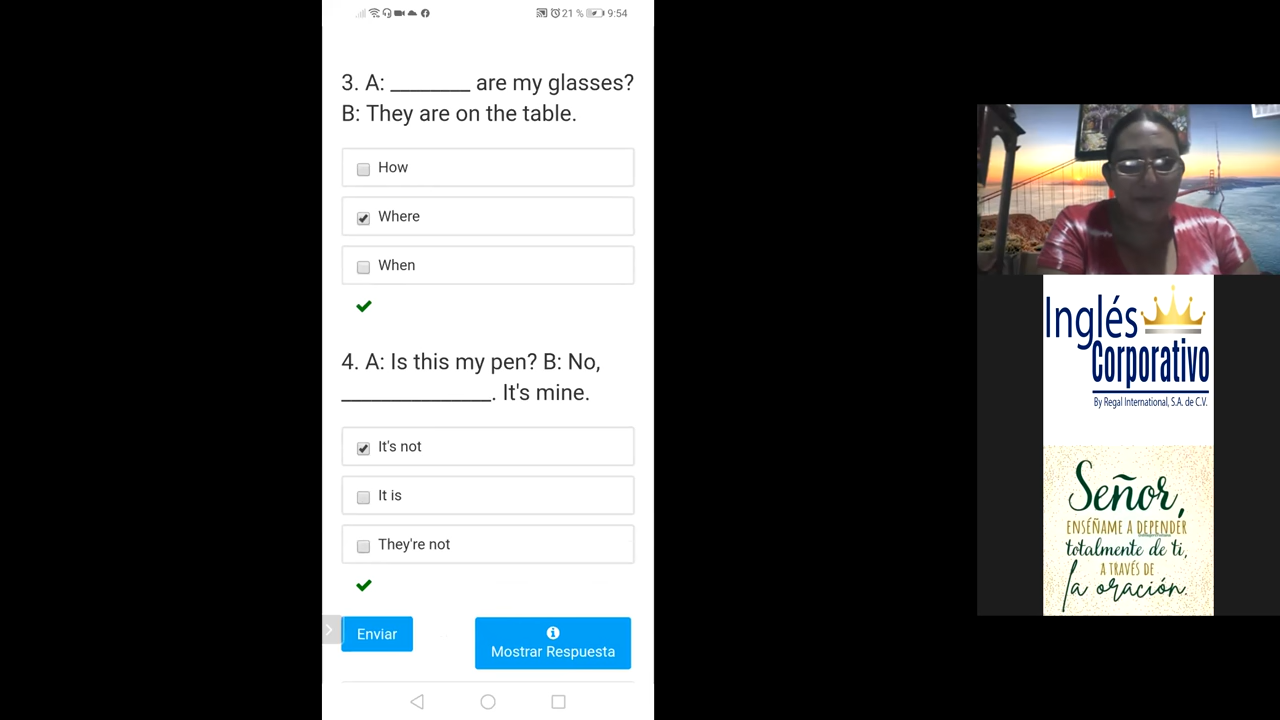 21 % 9:54
3. A: ________ are my glasses?
B: They are on the table.
How
Where
When
4. A: Is this my pen? B: No,
_______________. It's mine.
It's not
It is
They're not
Enviar
Mostrar Respuesta
Inglés
Corporativo
By Regal International, S.A. de C.V.
Señor,
ENSÉÑAME A DEPENDER
totalmente de ti,
A TRAVÉS DE
la oración.